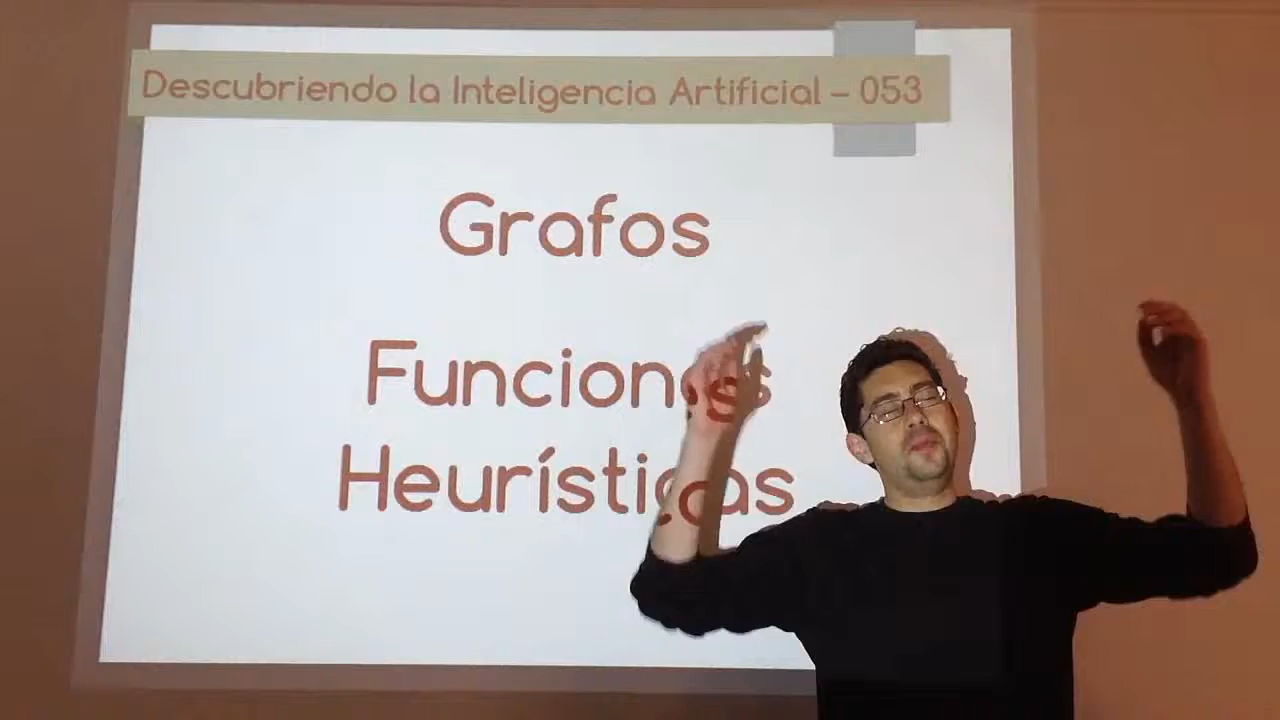 Descubriendo la Inteligencia Artificial – 053
Grafos
Funciones
Heurísticas